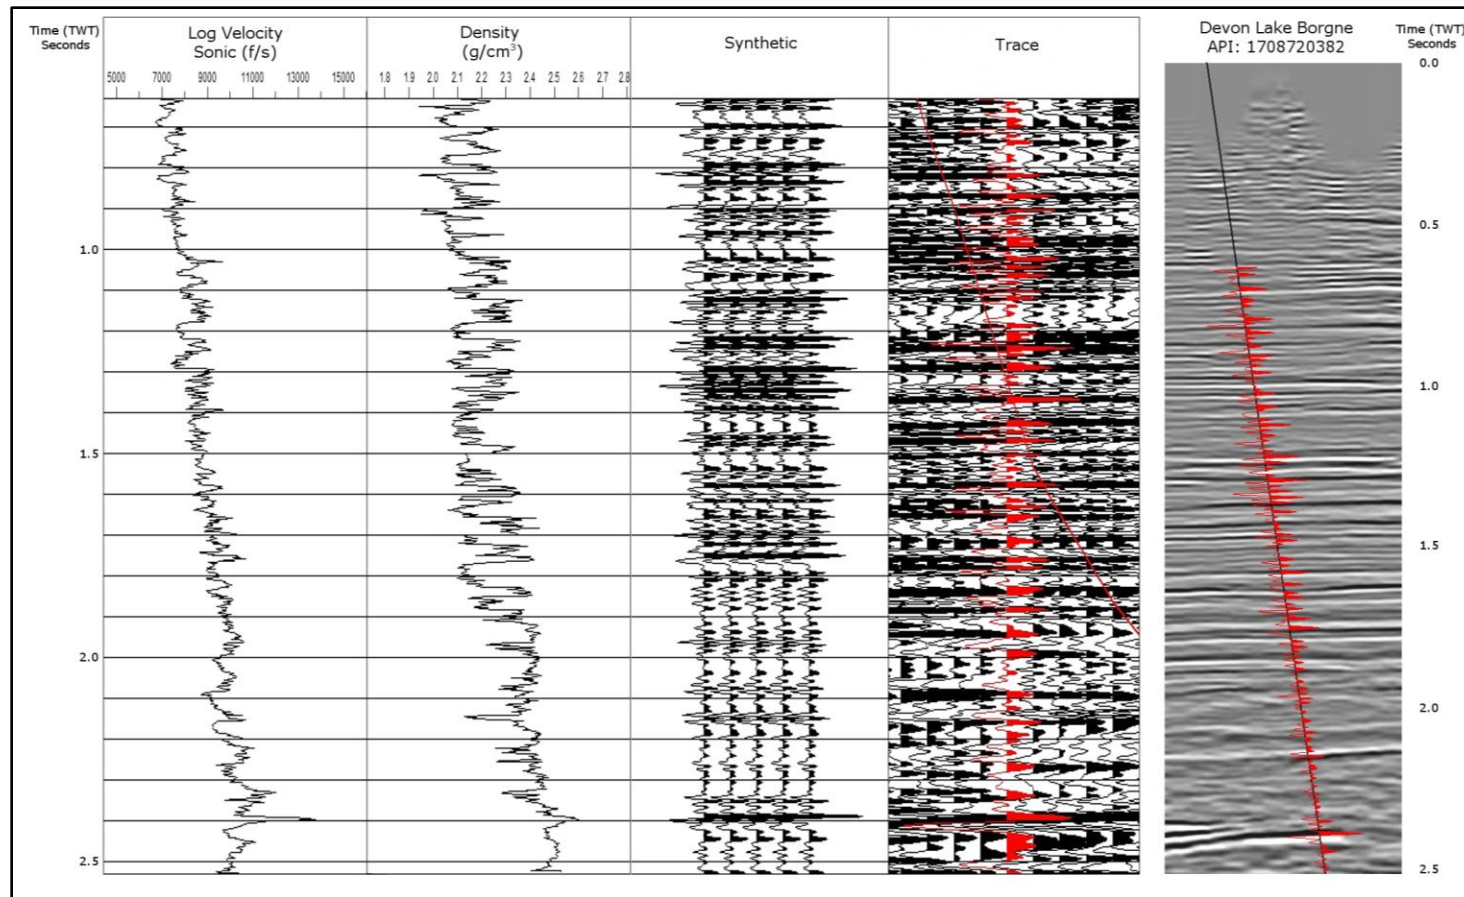 Time (TWT)
Seconds
Log Velocity
Sonic (f/s)
Density
(g/cm³)
Synthetic
Trace
Devon Lake Borgne
API: 1708720382
Time (TWT)
Seconds
5000 7000 9000 11000 13000 15000
1.8 1.9 2.0 2.1 2.2 2.3 2.4 2.5 2.6 2.7 2.8
1.0
1.5
2.0
2.5
0.0
0.5
1.0
1.5
2.0
2.5